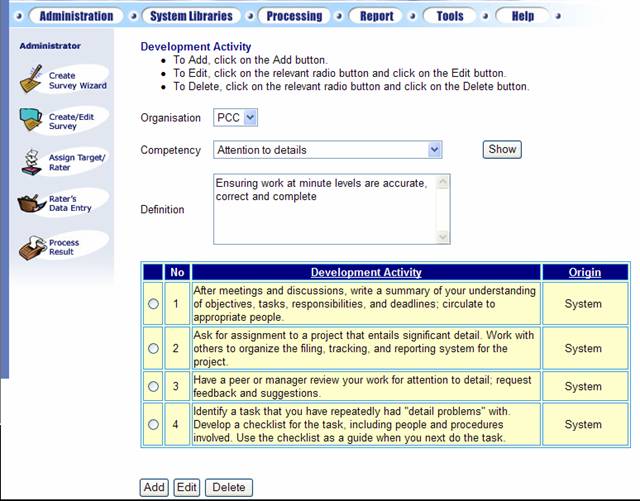 Administration System Libraries Processing Report Tools Help
Administrator
Create
Survey Wizard
Create/Edit
Survey
Assign Target/
Rater
Rater's
Data Entry
Process
Result
Development Activity
• To Add, click on the Add button.
• To Edit, click on the relevant radio button and click on the Edit button.
• To Delete, click on the relevant radio button and click on the Delete button.
Organisation PCC
Competency Attention to details Show
Definition
Ensuring work at minute levels are accurate,
correct and complete
No Development Activity Origin
1 After meetings and discussions, write a summary of your understanding
of objectives, tasks, responsibilities, and deadlines; circulate to
appropriate people.
System
2 Ask for assignment to a project that entails significant detail. Work with
others to organize the filing, tracking, and reporting system for the
project.
System
3 Have a peer or manager review your work for attention to detail; request
feedback and suggestions.
System
4 Identify a task that you have repeatedly had "detail problems" with.
Develop a checklist for the task, including people and procedures
involved. Use the checklist as a guide when you next do the task.
System
Add Edit Delete